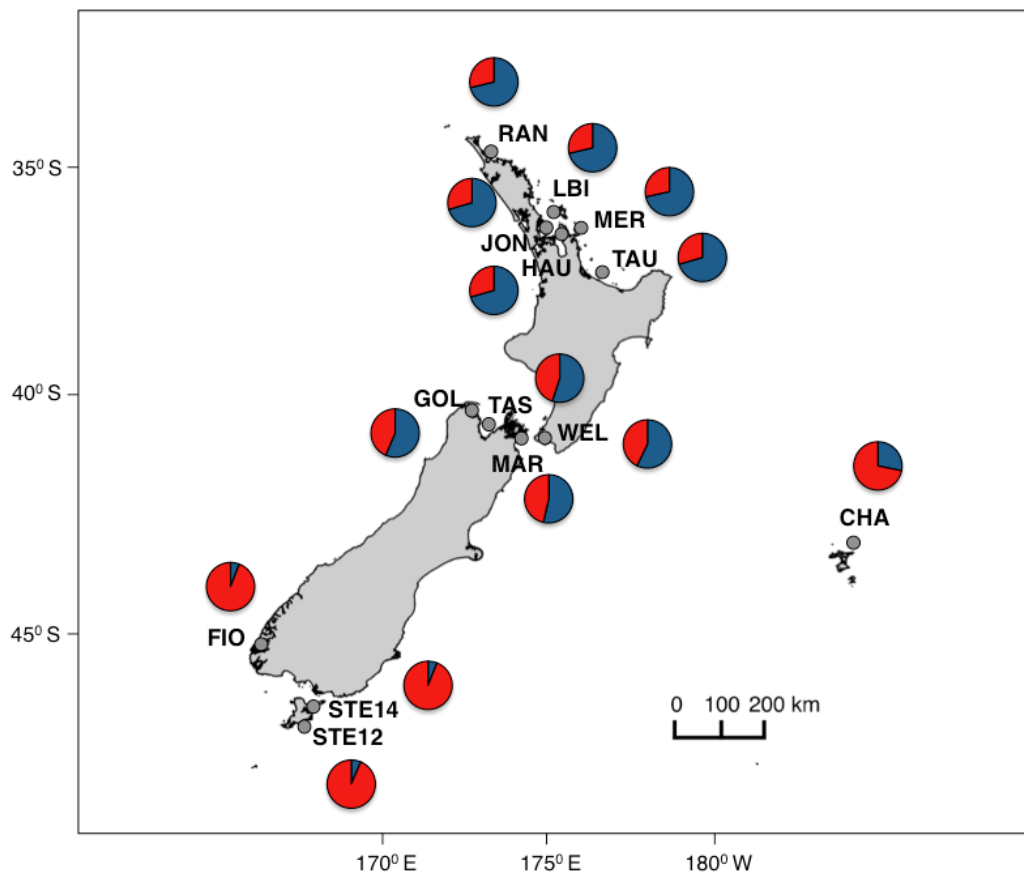 RAN
35⁰ S
LBI
MER
JON
HAU
TAU
40⁰ S
GOL
TAS
WEL
MAR
CHA
FIO
45⁰ S
STE14
STE12
0 100 200 km
170⁰ E
175⁰ E
180⁰ W